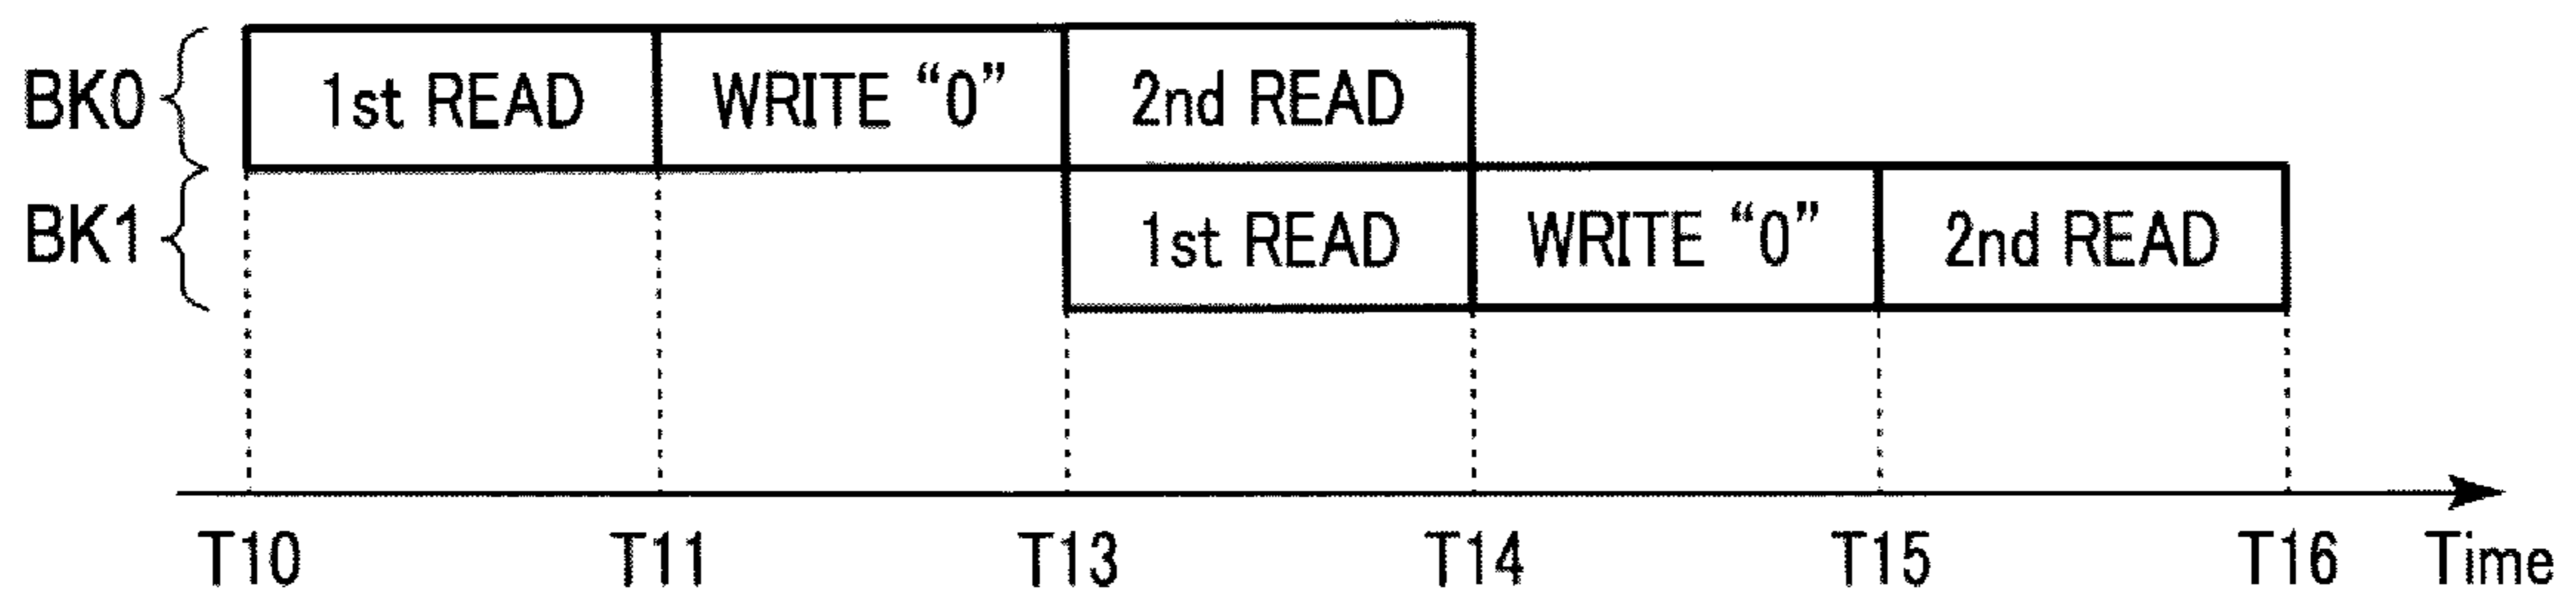 BK0 1st READ WRITE “0” 2nd READ
BK1 1st READ WRITE “0” 2nd READ
T10 T11 T13 T14 T15 T16 Time